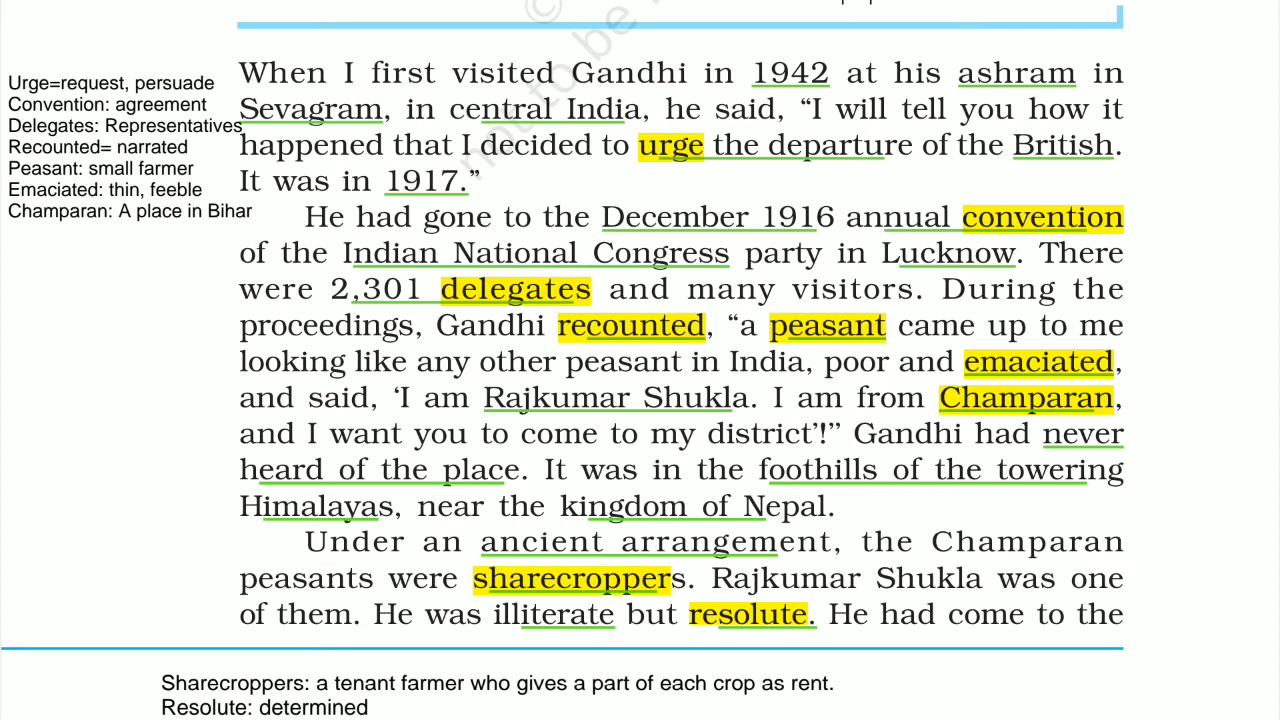 not to be
Urge=request, persuade
Convention: agreement
Delegates: Representatives
Recounted= narrated
Peasant: small farmer
Emaciated: thin, feeble
Champaran: A place in Bihar
When I first visited Gandhi in 1942 at his ashram in
Sevagram, in central India, he said, “I will tell you how it
happened that I decided to urge the departure of the British.
It was in 1917.”
He had gone to the December 1916 annual convention
of the Indian National Congress party in Lucknow. There
were 2,301 delegates and many visitors. During the
proceedings, Gandhi recounted, “a peasant came up to me
looking like any other peasant in India, poor and emaciated,
and said, ‘I am Rajkumar Shukla. I am from Champaran,
and I want you to come to my district’!” Gandhi had never
heard of the place. It was in the foothills of the towering
Himalayas, near the kingdom of Nepal.
Under an ancient arrangement, the Champaran
peasants were sharecroppers. Rajkumar Shukla was one
of them. He was illiterate but resolute. He had come to the
Sharecroppers: a tenant farmer who gives a part of each crop as rent.
Resolute: determined